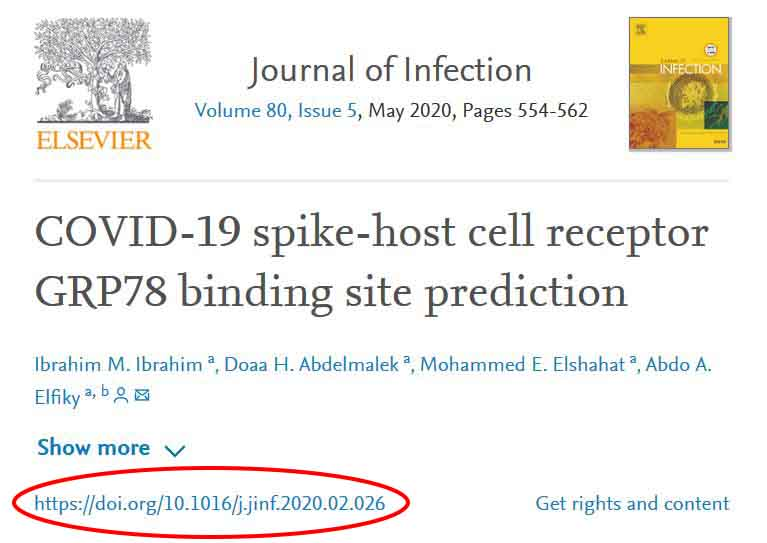 ELSEVIER
Journal of Infection
Volume 80, Issue 5, May 2020, Pages 554-562
INFECTION
COVID-19 spike-host cell receptor
GRP78 binding site prediction
Ibrahim M. Ibrahim a, Doaa H. Abdelmalek a, Mohammed E. Elshahat a, Abdo A.
Elfiky a, b
Show more
https://doi.org/10.1016/j.jinf.2020.02.026
Get rights and content